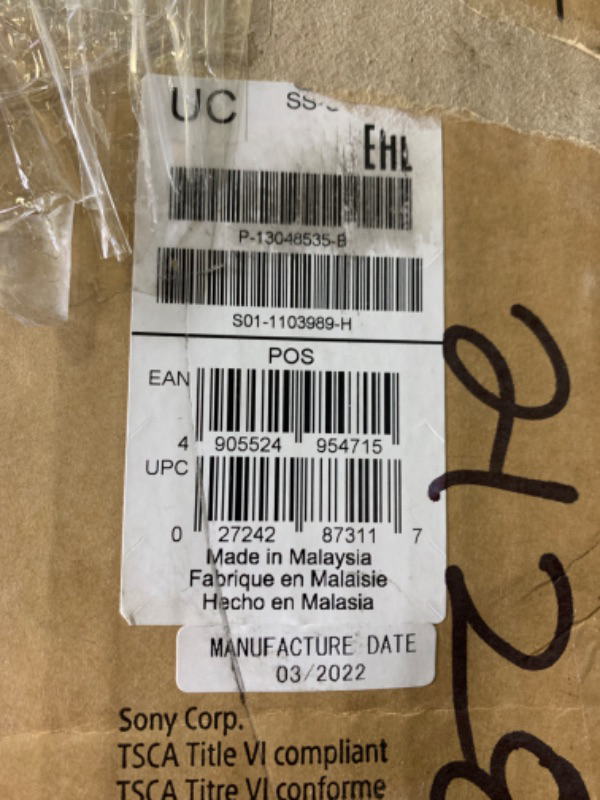 UC
EHL
P-13048535-B
S01-1103989-H
POS
EAN
4 905524 954715
UPC
0 27242 87311 7
Made in Malaysia
Fabrique en Malaisie
Hecho en Malasia
MANUFACTURE DATE
03/2022
Sony Corp.
TSCA Title VI compliant
TSCA Titre VI conforme